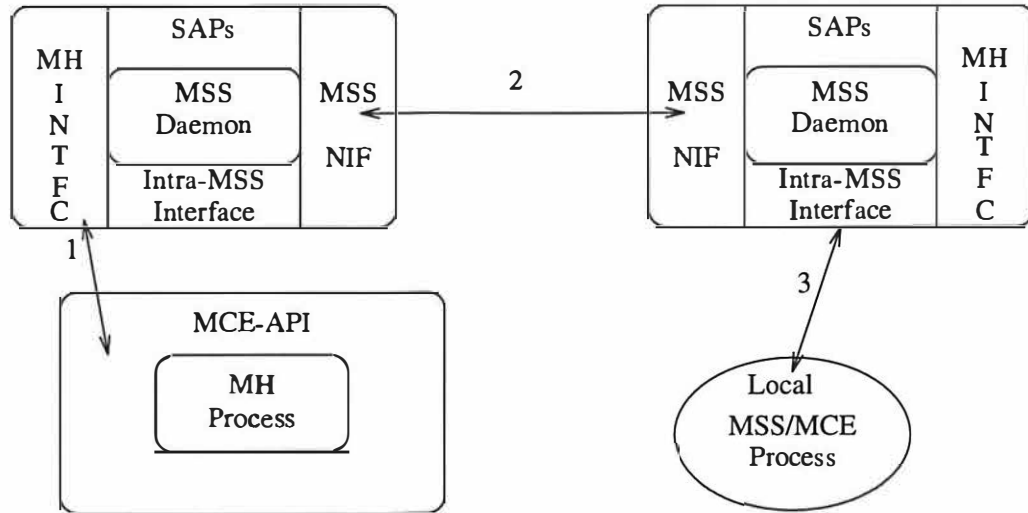 SAPs
MH
I
N
T
F
C
MSS
Daemon
MSS
NIF
Intra-MSS
Interface
2
SAPs
MSS
NIF
MSS
Daemon
MH
I
N
T
F
C
Intra-MSS
Interface
1
3
MCE-API
MH
Process
Local
MSS/MCE
Process